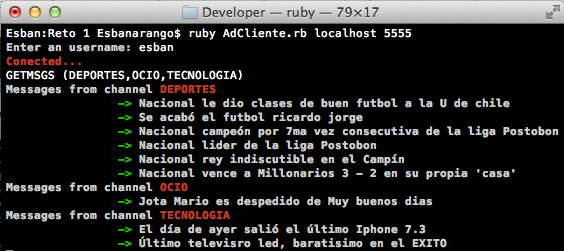 Developer — ruby — 79×17
Esban:Reto 1 Esbanarango$ ruby AdCliente.rb localhost 5555
Enter an username: esban
Conected...
GETMSGS (DEPORTES,OCIO,TECNOLOGIA)
Messages from channel DEPORTES
—> Nacional le dio clases de buen futbol a la U de chile
—> Se acabó el futbol ricardo jorge
—> Nacional campeón por 7ma vez consecutiva de la liga Postobon
—> Nacional lider de la liga Postobon
—> Nacional rey indiscutible en el Campín
—> Nacional vence a Millonarios 3 - 2 en su propia 'casa'
Messages from channel OCIO
—> Jota Mario es despedido de Muy buenos dias
Messages from channel TECNOLOGIA
—> El día de ayer salió el último Iphone 7.3
—> Último televisro led, baratisimo en el EXITO